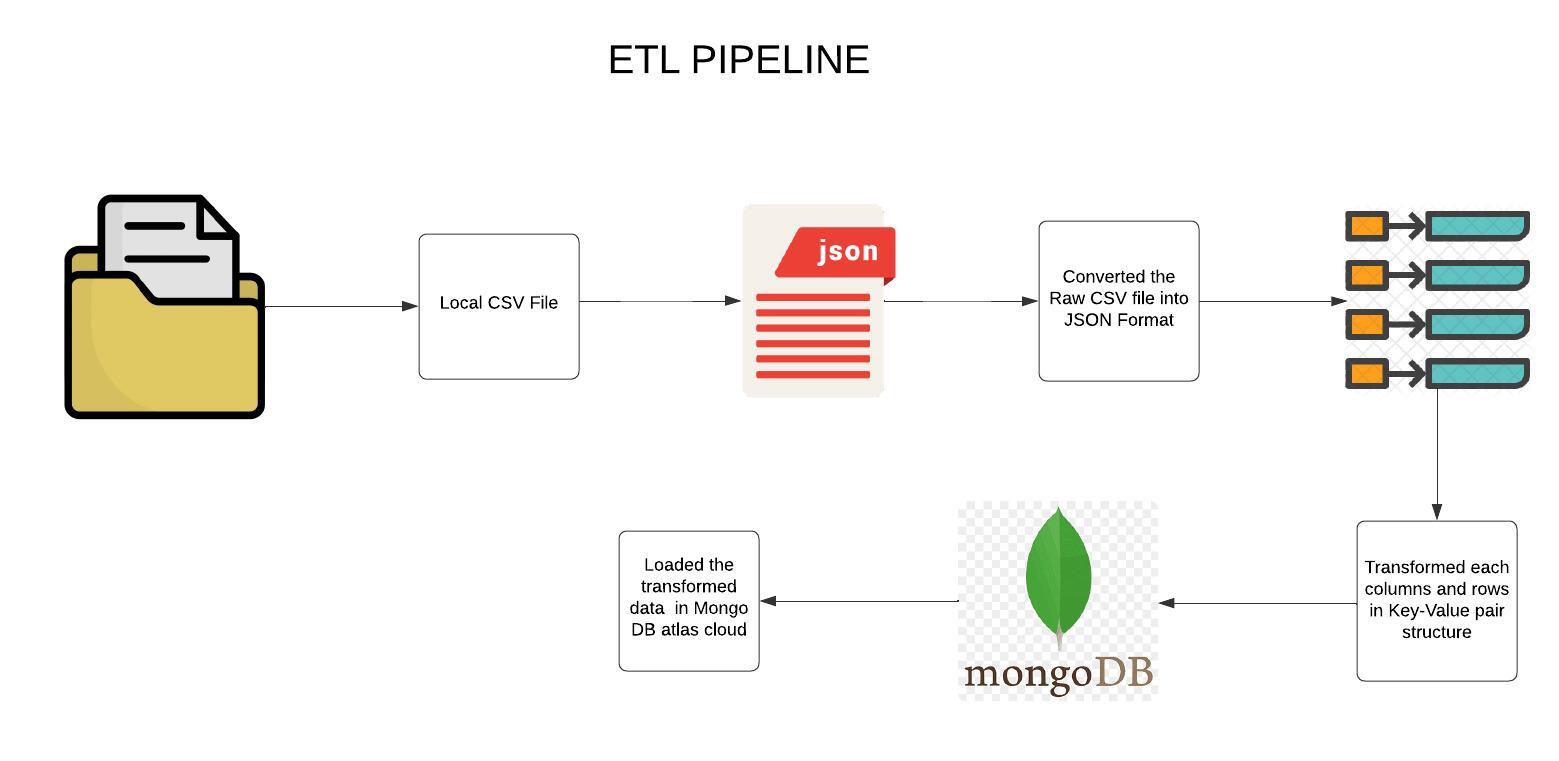 ETL PIPELINE
Local CSV File
json
Converted the
Raw CSV file into
JSON Format
Transformed each
columns and rows
in Key-Value pair
structure
mongoDB
Loaded the
transformed
data in Mongo
DB atlas cloud